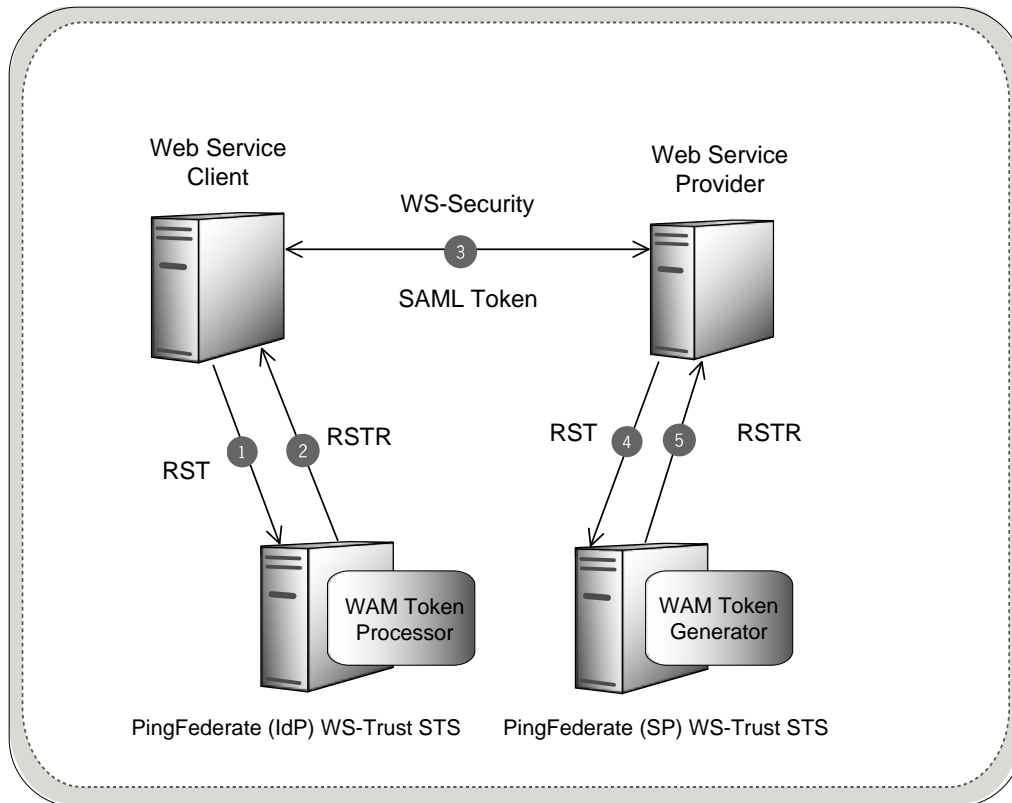 Web Service
Client
Web Service
Provider
WS-Security
3
SAML Token
1
RST
2
RSTR
RST
4
5
RSTR
WAM Token
Processor
WAM Token
Generator
PingFederate (IdP) WS-Trust STS
PingFederate (SP) WS-Trust STS